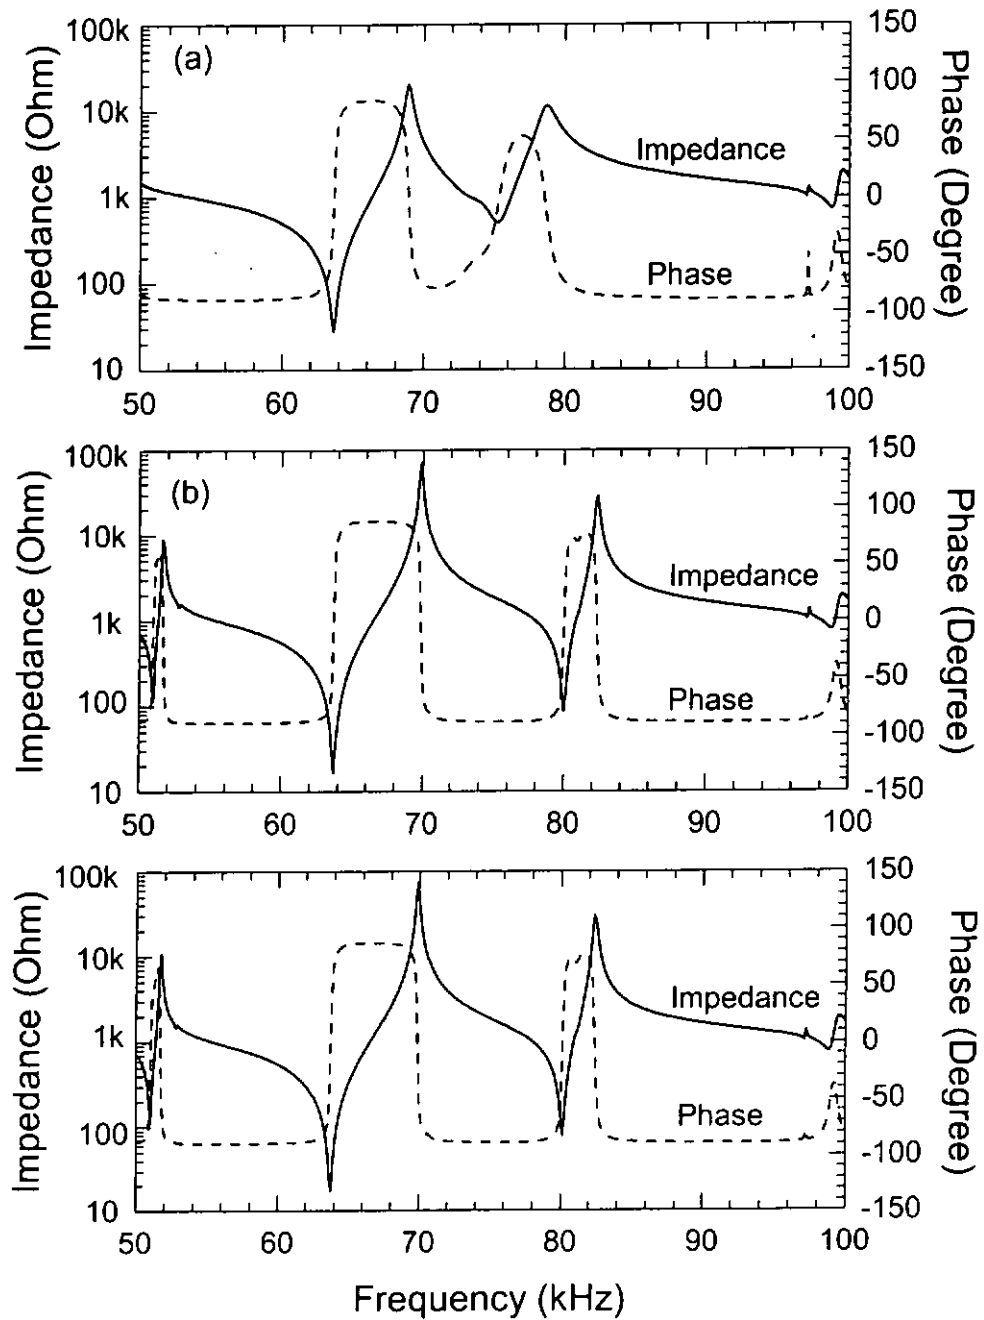 (a)
Impedance (Ohm)
100k
10k
1k
100
10
150
100
50
0
-50
-100
-150
Phase (Degree)
Impedance
Phase
50 60 70 80 90 100
(b)
Impedance (Ohm)
100k
10k
1k
100
10
150
100
50
0
-50
-100
-150
Phase (Degree)
Impedance
Phase
50 60 70 80 90 100
Impedance (Ohm)
100k
10k
1k
100
10
150
100
50
0
-50
-100
-150
Phase (Degree)
Impedance
Phase
50 60 70 80 90 100
Frequency (kHz)